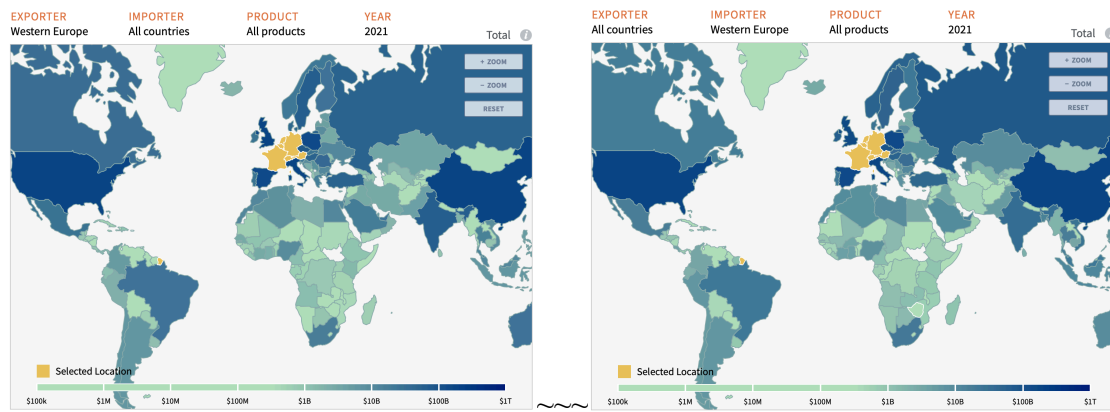 EXPORTER IMPORTER PRODUCT YEAR
Western Europe All countries All products 2021
Total i
+ ZOOM
− ZOOM
RESET
Selected Location
$100k $1M $10M $100M $1B $10B $100B $1T
EXPORTER IMPORTER PRODUCT YEAR
All countries Western Europe All products 2021
Total
+ ZOOM
− ZOOM
RESET
Selected Location
$100k $1M $10M $100M $1B $10B $100B $1T